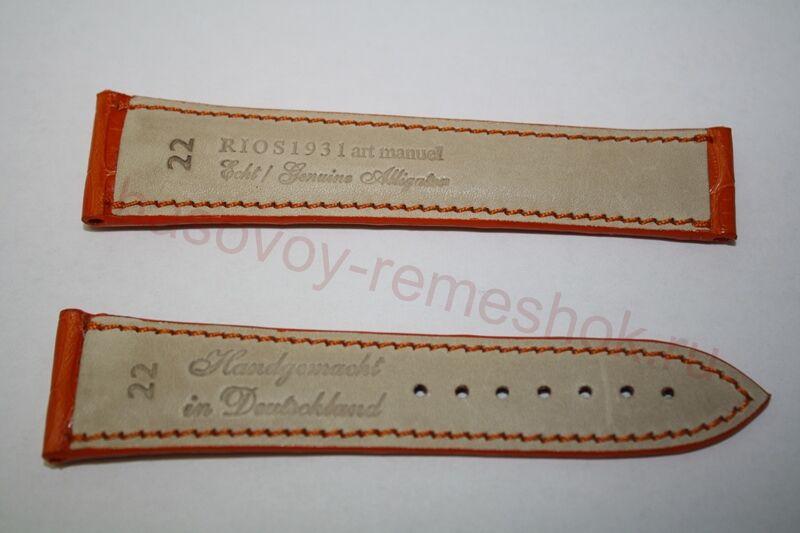 22
RIOS1931 art manuel
Echt / Genuine Alligator
chasovoy-remeshok.ru
22
Handgemacht
in Deutschland